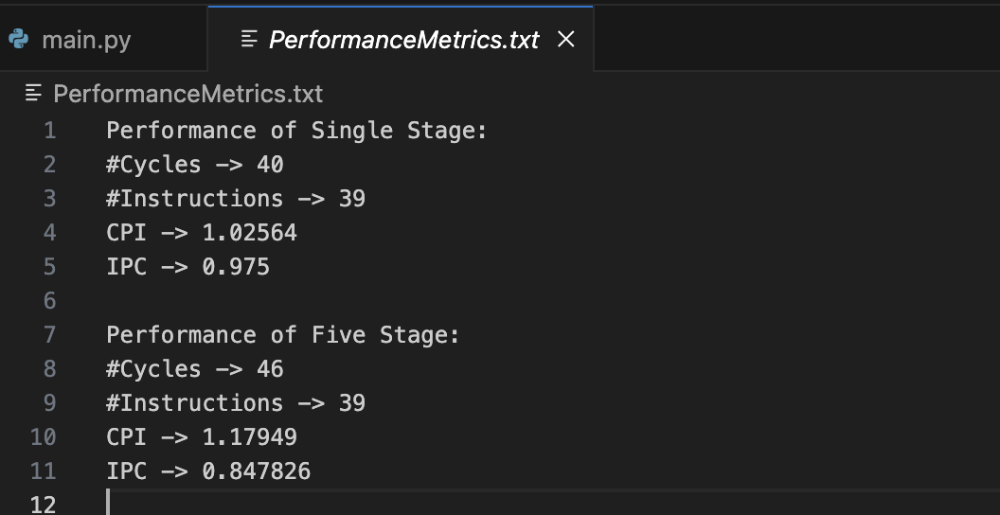 main.py
PerformanceMetrics.txt
PerformanceMetrics.txt
1 Performance of Single Stage:
2 #Cycles -> 40
3 #Instructions -> 39
4 CPI -> 1.02564
5 IPC -> 0.975
6
7 Performance of Five Stage:
8 #Cycles -> 46
9 #Instructions -> 39
10 CPI -> 1.17949
11 IPC -> 0.847826
12